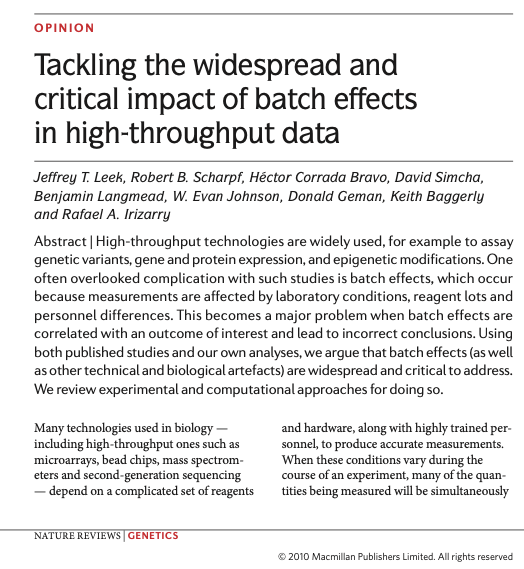 OPINION
Tackling the widespread and
critical impact of batch effects
in high-throughput data
Jeffrey T. Leek, Robert B. Scharpf, Héctor Corrada Bravo, David Simcha,
Benjamin Langmead, W. Evan Johnson, Donald Geman, Keith Baggerly
and Rafael A. Irizarry
Abstract | High-throughput technologies are widely used, for example to assay
genetic variants, gene and protein expression, and epigenetic modifications. One
often overlooked complication with such studies is batch effects, which occur
because measurements are affected by laboratory conditions, reagent lots and
personnel differences. This becomes a major problem when batch effects are
correlated with an outcome of interest and lead to incorrect conclusions. Using
both published studies and our own analyses, we argue that batch effects (as well
as other technical and biological artefacts) are widespread and critical to address.
We review experimental and computational approaches for doing so.
Many technologies used in biology —
including high-throughput ones such as
microarrays, bead chips, mass spectrom-
eters and second-generation sequencing
— depend on a complicated set of reagents
and hardware, along with highly trained per-
sonnel, to produce accurate measurements.
When these conditions vary during the
course of an experiment, many of the quan-
tities being measured will be simultaneously
NATURE REVIEWS | GENETICS
© 2010 Macmillan Publishers Limited. All rights reserved